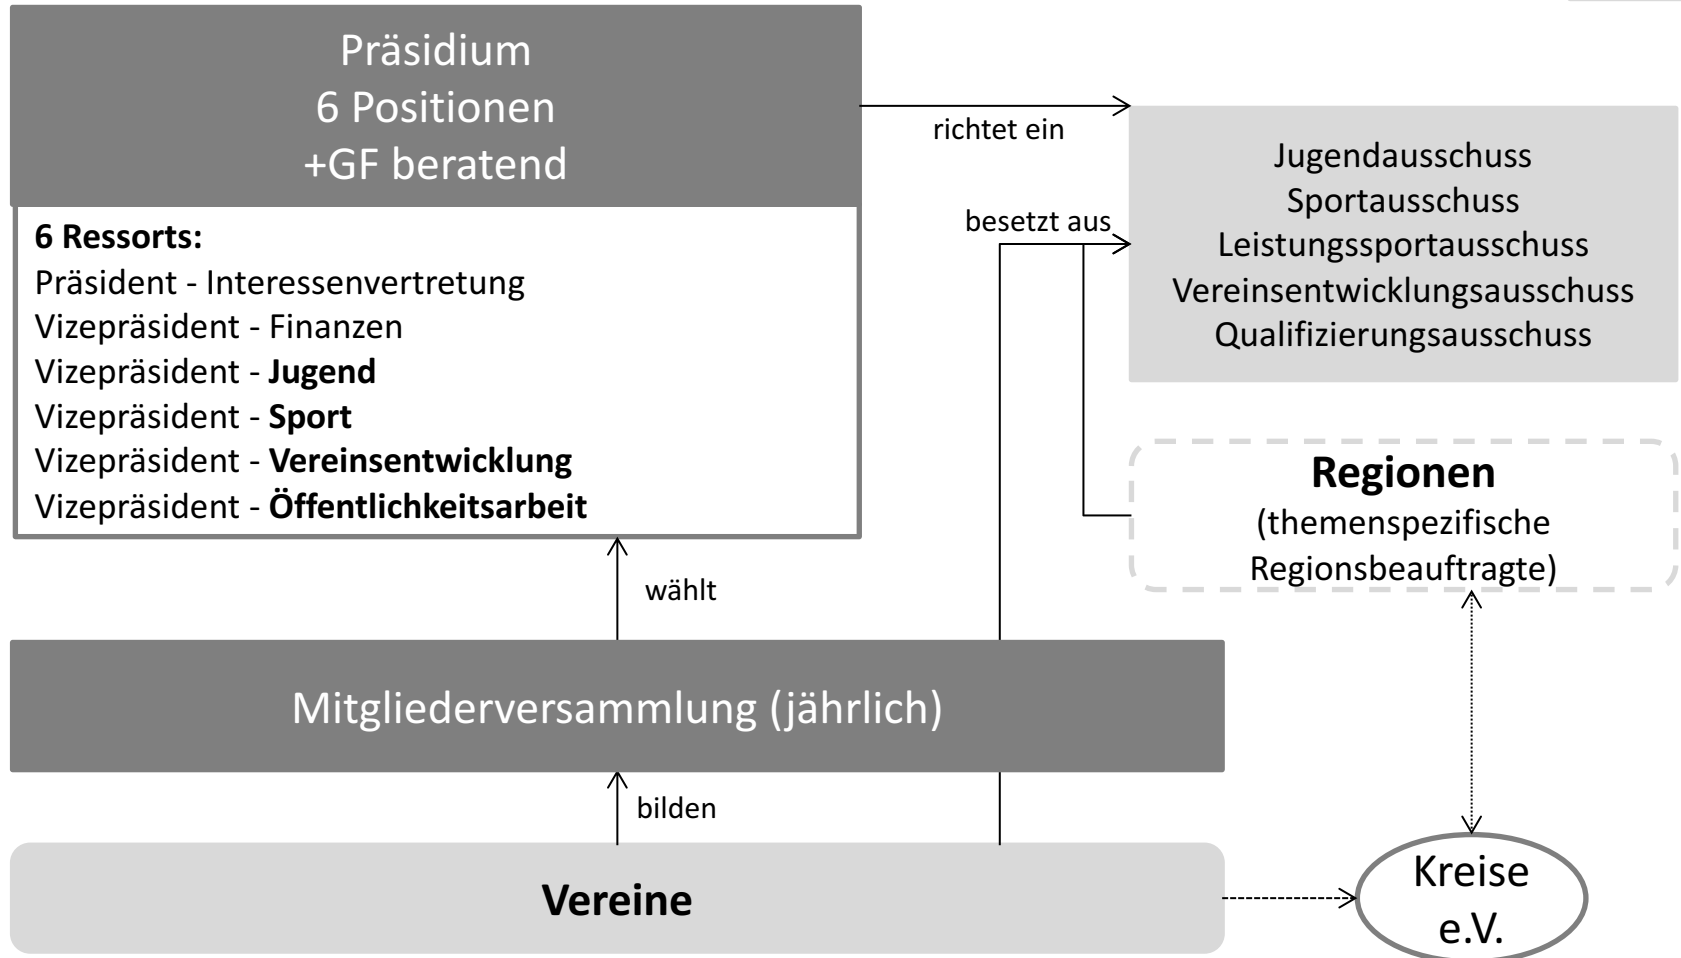 Präsidium
6 Positionen
+GF beratend
6 Ressorts:
Präsident - Interessenvertretung
Vizepräsident - Finanzen
Vizepräsident - Jugend
Vizepräsident - Sport
Vizepräsident - Vereinsentwicklung
Vizepräsident - Öffentlichkeitsarbeit
richtet ein
besetzt aus
Jugendausschuss
Sportausschuss
Leistungssportausschuss
Vereinsentwicklungsausschuss
Qualifizierungsausschuss
Regionen
(themenspezifische
Regionsbeauftragte)
wählt
Mitgliederversammlung (jährlich)
bilden
Vereine
Kreise
e.V.